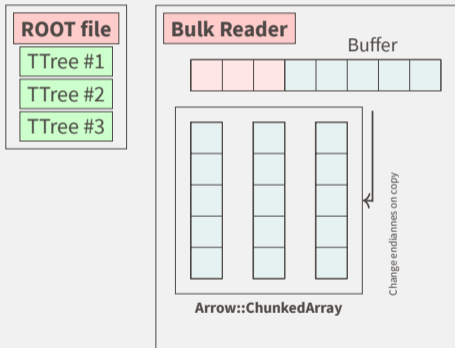 ROOT file
TTree #1
TTree #2
TTree #3
Bulk Reader
Buffer
Change endiannes on copy
Arrow::ChunkedArray